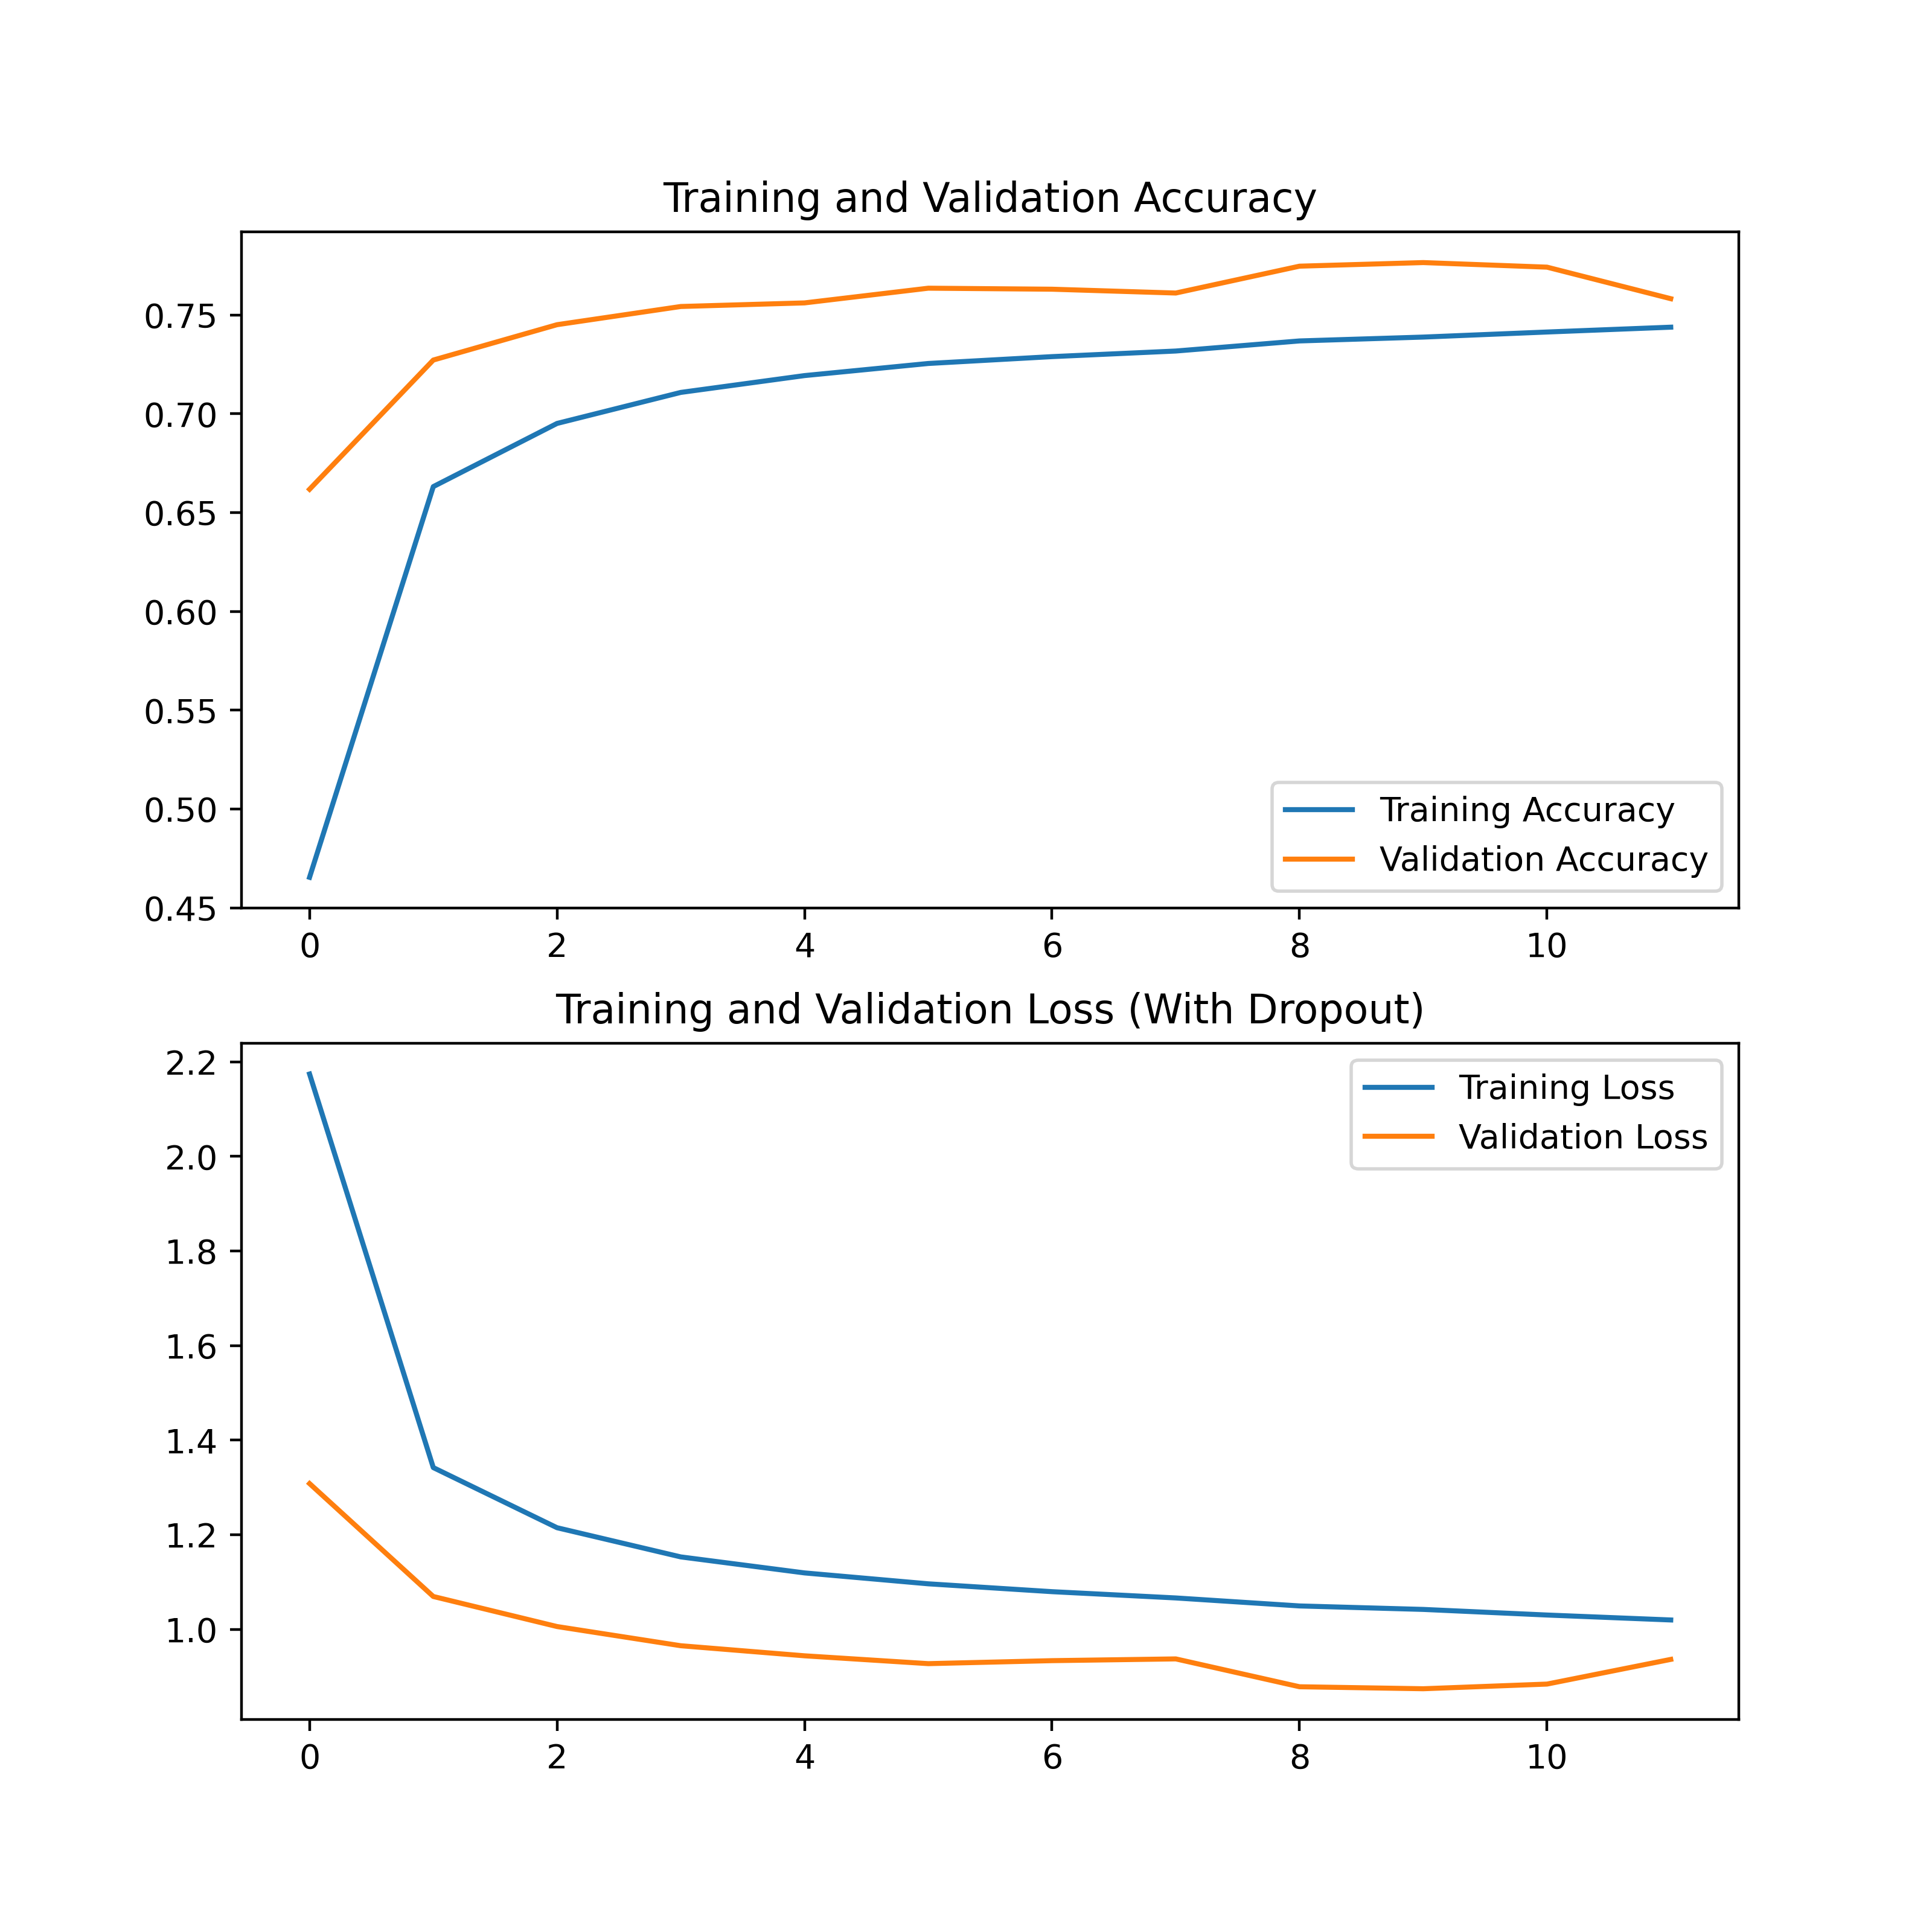 Training and Validation Accuracy
0.75
0.70
0.65
0.60
0.55
0.50
0.45
Training Accuracy
Validation Accuracy
0 2 4 6 8 10
Training and Validation Loss (With Dropout)
2.2
2.0
1.8
1.6
1.4
1.2
1.0
Training Loss
Validation Loss
0 2 4 6 8 10